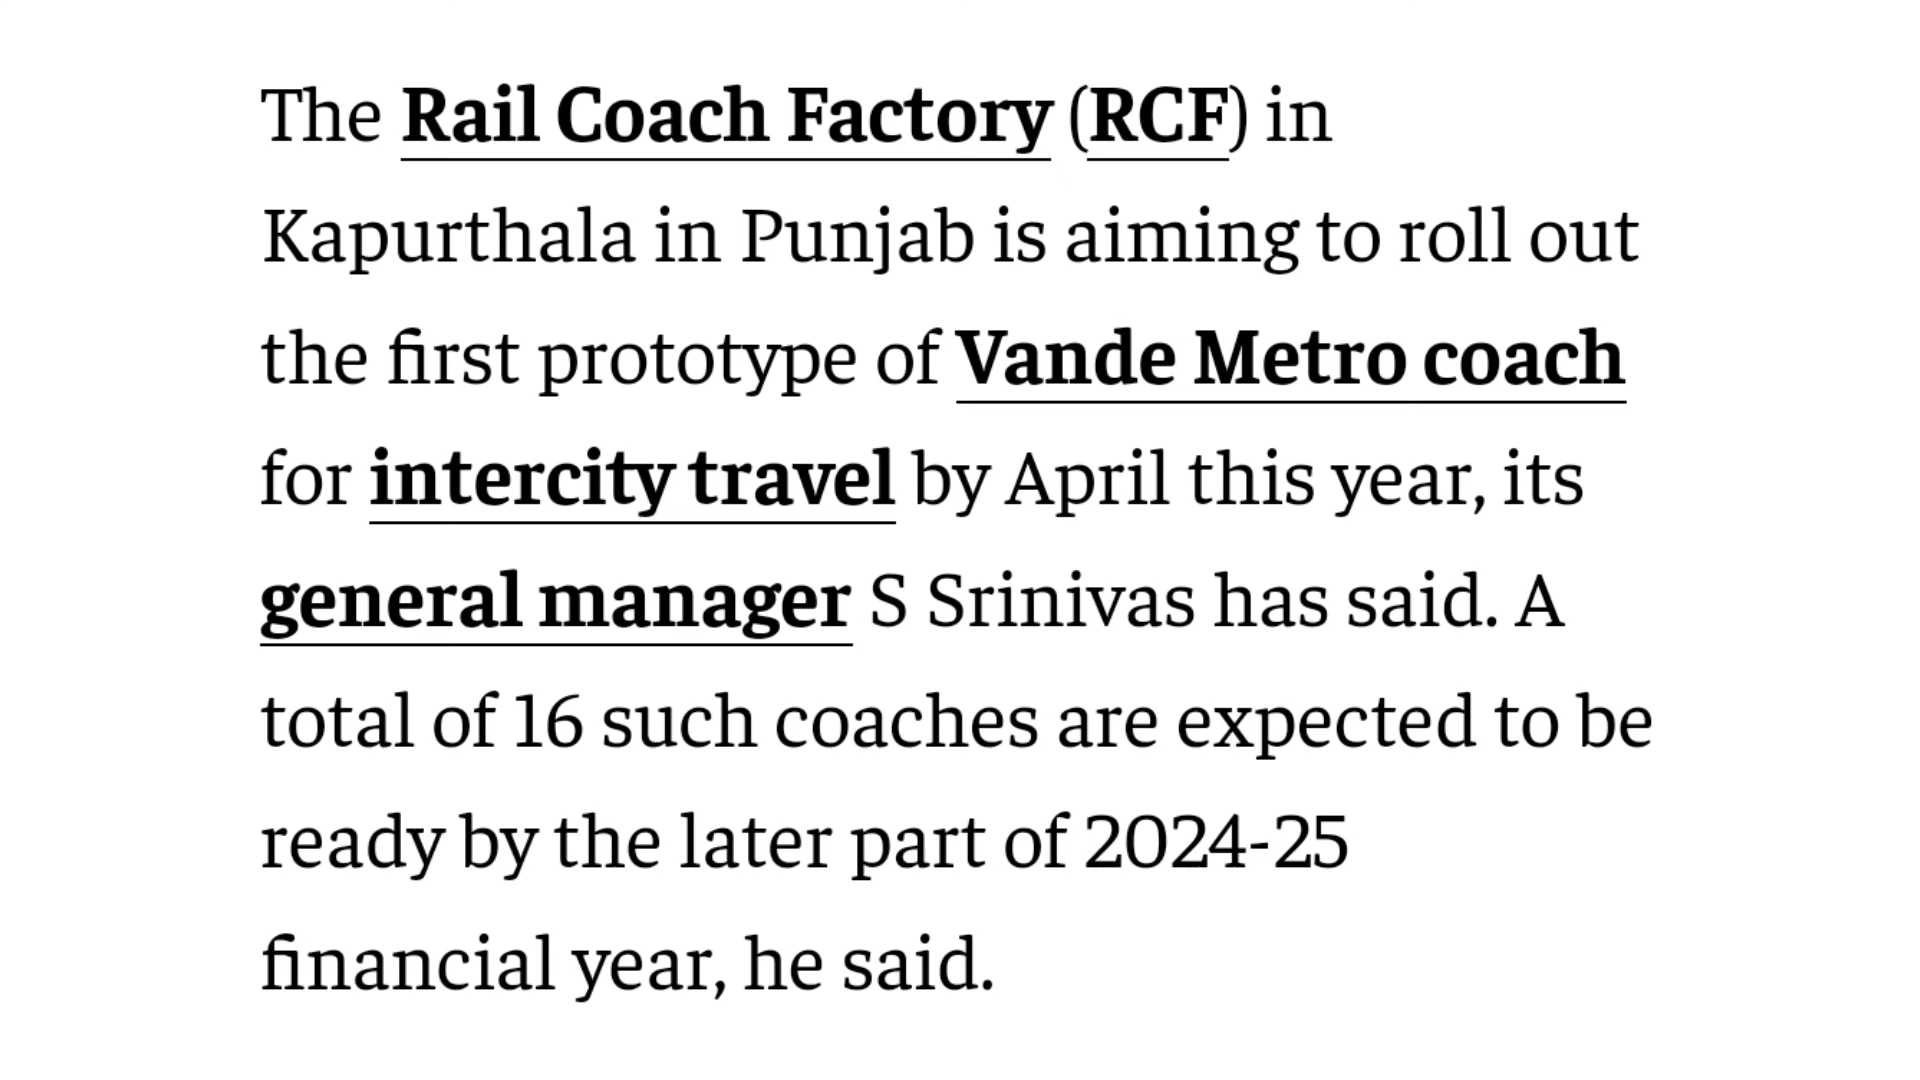 The Rail Coach Factory (RCF) in
Kapurthala in Punjab is aiming to roll out
the first prototype of Vande Metro coach
for intercity travel by April this year, its
general manager S Srinivas has said. A
total of 16 such coaches are expected to be
ready by the later part of 2024-25
financial year, he said.